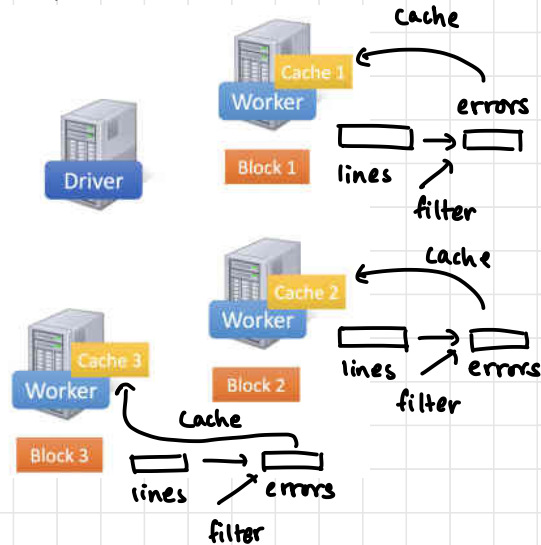 cache
Cache 1
Worker
errors
Driver
Block 1
lines
filter
cache
Cache 2
Worker
Cache 3
Worker
lines
errors
Block 2
filter
cache
Block 3
lines
errors
filter